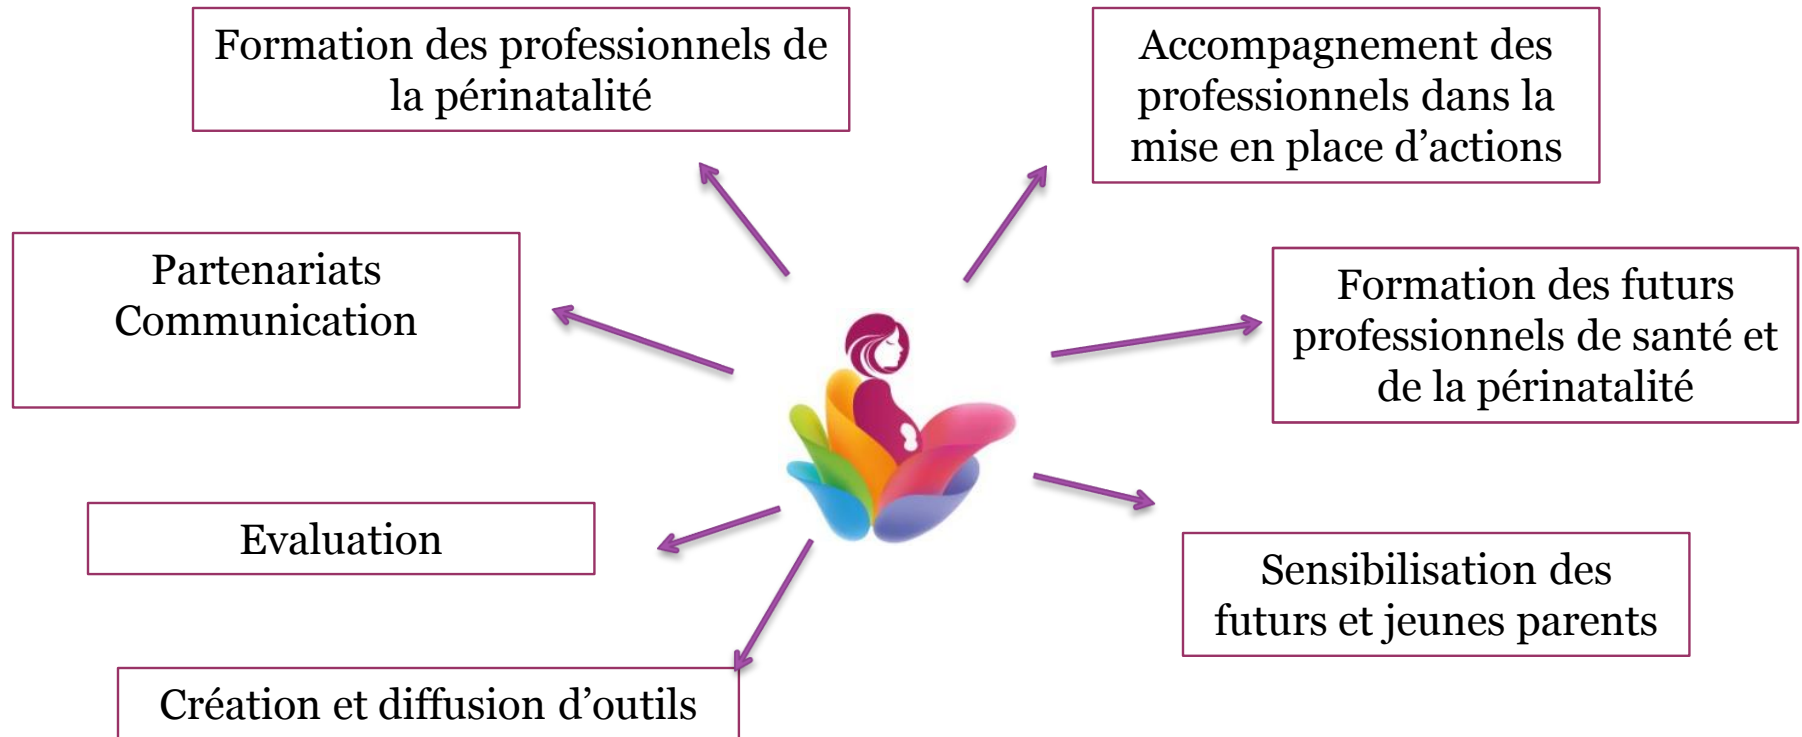 Formation des professionnels de
la périnatalité
Accompagnement des
professionnels dans la
mise en place d’actions
Partenariats
Communication
Formation des futurs
professionnels de santé et
de la périnatalité
Evaluation
Sensibilisation des
futurs et jeunes parents
Création et diffusion d’outils